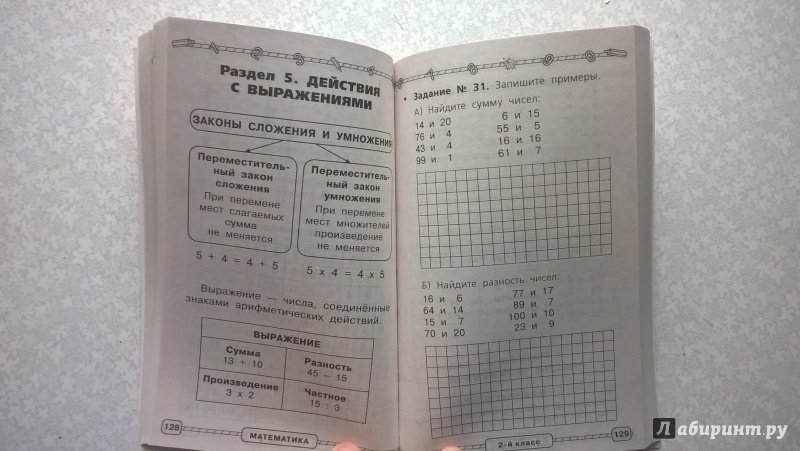 Раздел 5. ДЕЙСТВИЯ
С ВЫРАЖЕНИЯМИ
ЗАКОНЫ СЛОЖЕНИЯ И УМНОЖЕНИЯ
Переместитель-
ный закон
сложения
При перемене
мест слагаемых
сумма
не меняется
Переместитель-
ный закон
умножения
При перемене
мест множителей
произведение
не меняется
5 + 4 = 4 + 5
5 х 4 = 4 х 5
Выражение — числа, соединённые
знаками арифметических действий.
ВЫРАЖЕНИЕ
Сумма
13 + 10
Разность
45 – 15
Произведение
3 х 2
Частное
15 : 3
128
МАТЕМАТИКА
Задание № 31. Запишите примеры.
А) Найдите сумму чисел:
14 и 20 6 и 15
76 и 4 55 и 5
43 и 4 16 и 16
99 и 1 61 и 7
Б) Найдите разность чисел:
16 и 6 77 и 17
64 и 14 89 и 7
15 и 7 100 и 10
70 и 20 23 и 9
2-й класс
129
Лабиринт.ру